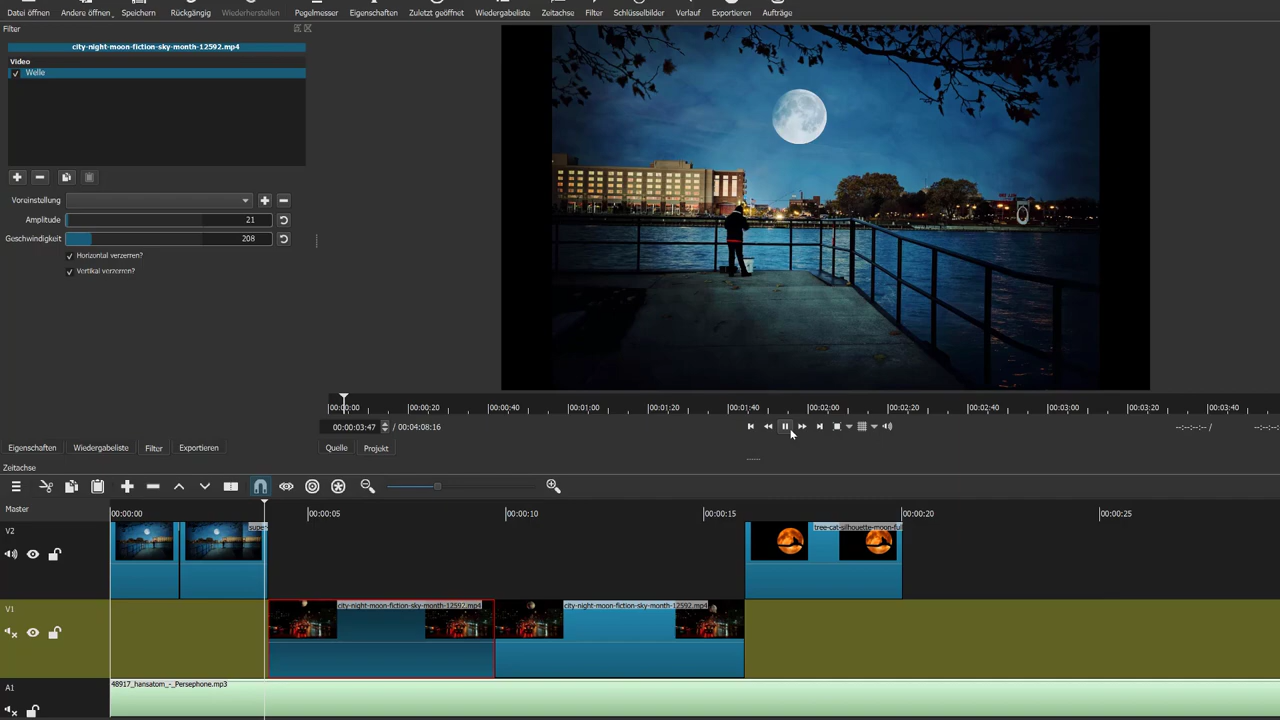 Datei öffnen Andere öffnen Speichern Rückgängig Wiederherstellen Pegelmesser Eigenschaften Zuletzt geöffnet Wiedergabeliste Zeitachse Filter Schlüsselbilder Verlauf Exportieren Aufträge
Filter
city-night-moon-fiction-sky-month-12592.mp4
Video
Welle
Voreinstellung
Amplitude 21
Geschwindigkeit 208
Horizontal verzerren?
Vertikal verzerren?
00:00:00 00:00:20 00:00:40 00:01:00 00:01:20 00:01:40 00:02:00 00:02:20 00:02:40 00:03:00 00:03:20 00:03:40
00:00:03:47 / 00:04:08:16 --:--:--:-- /
Eigenschaften Wiedergabeliste Filter Exportieren Quelle Projekt
Zeitachse
Master 00:00:00 00:00:05 00:00:10 00:00:15 00:00:20 00:00:25
V2 tree-cat-silhouette-moon-full
V1 city-night-moon-fiction-sky-month-12592.mp4 city-night-moon-fiction-sky-month-12592.mp4
A1 48917_hansatom_-_Persephone.mp3